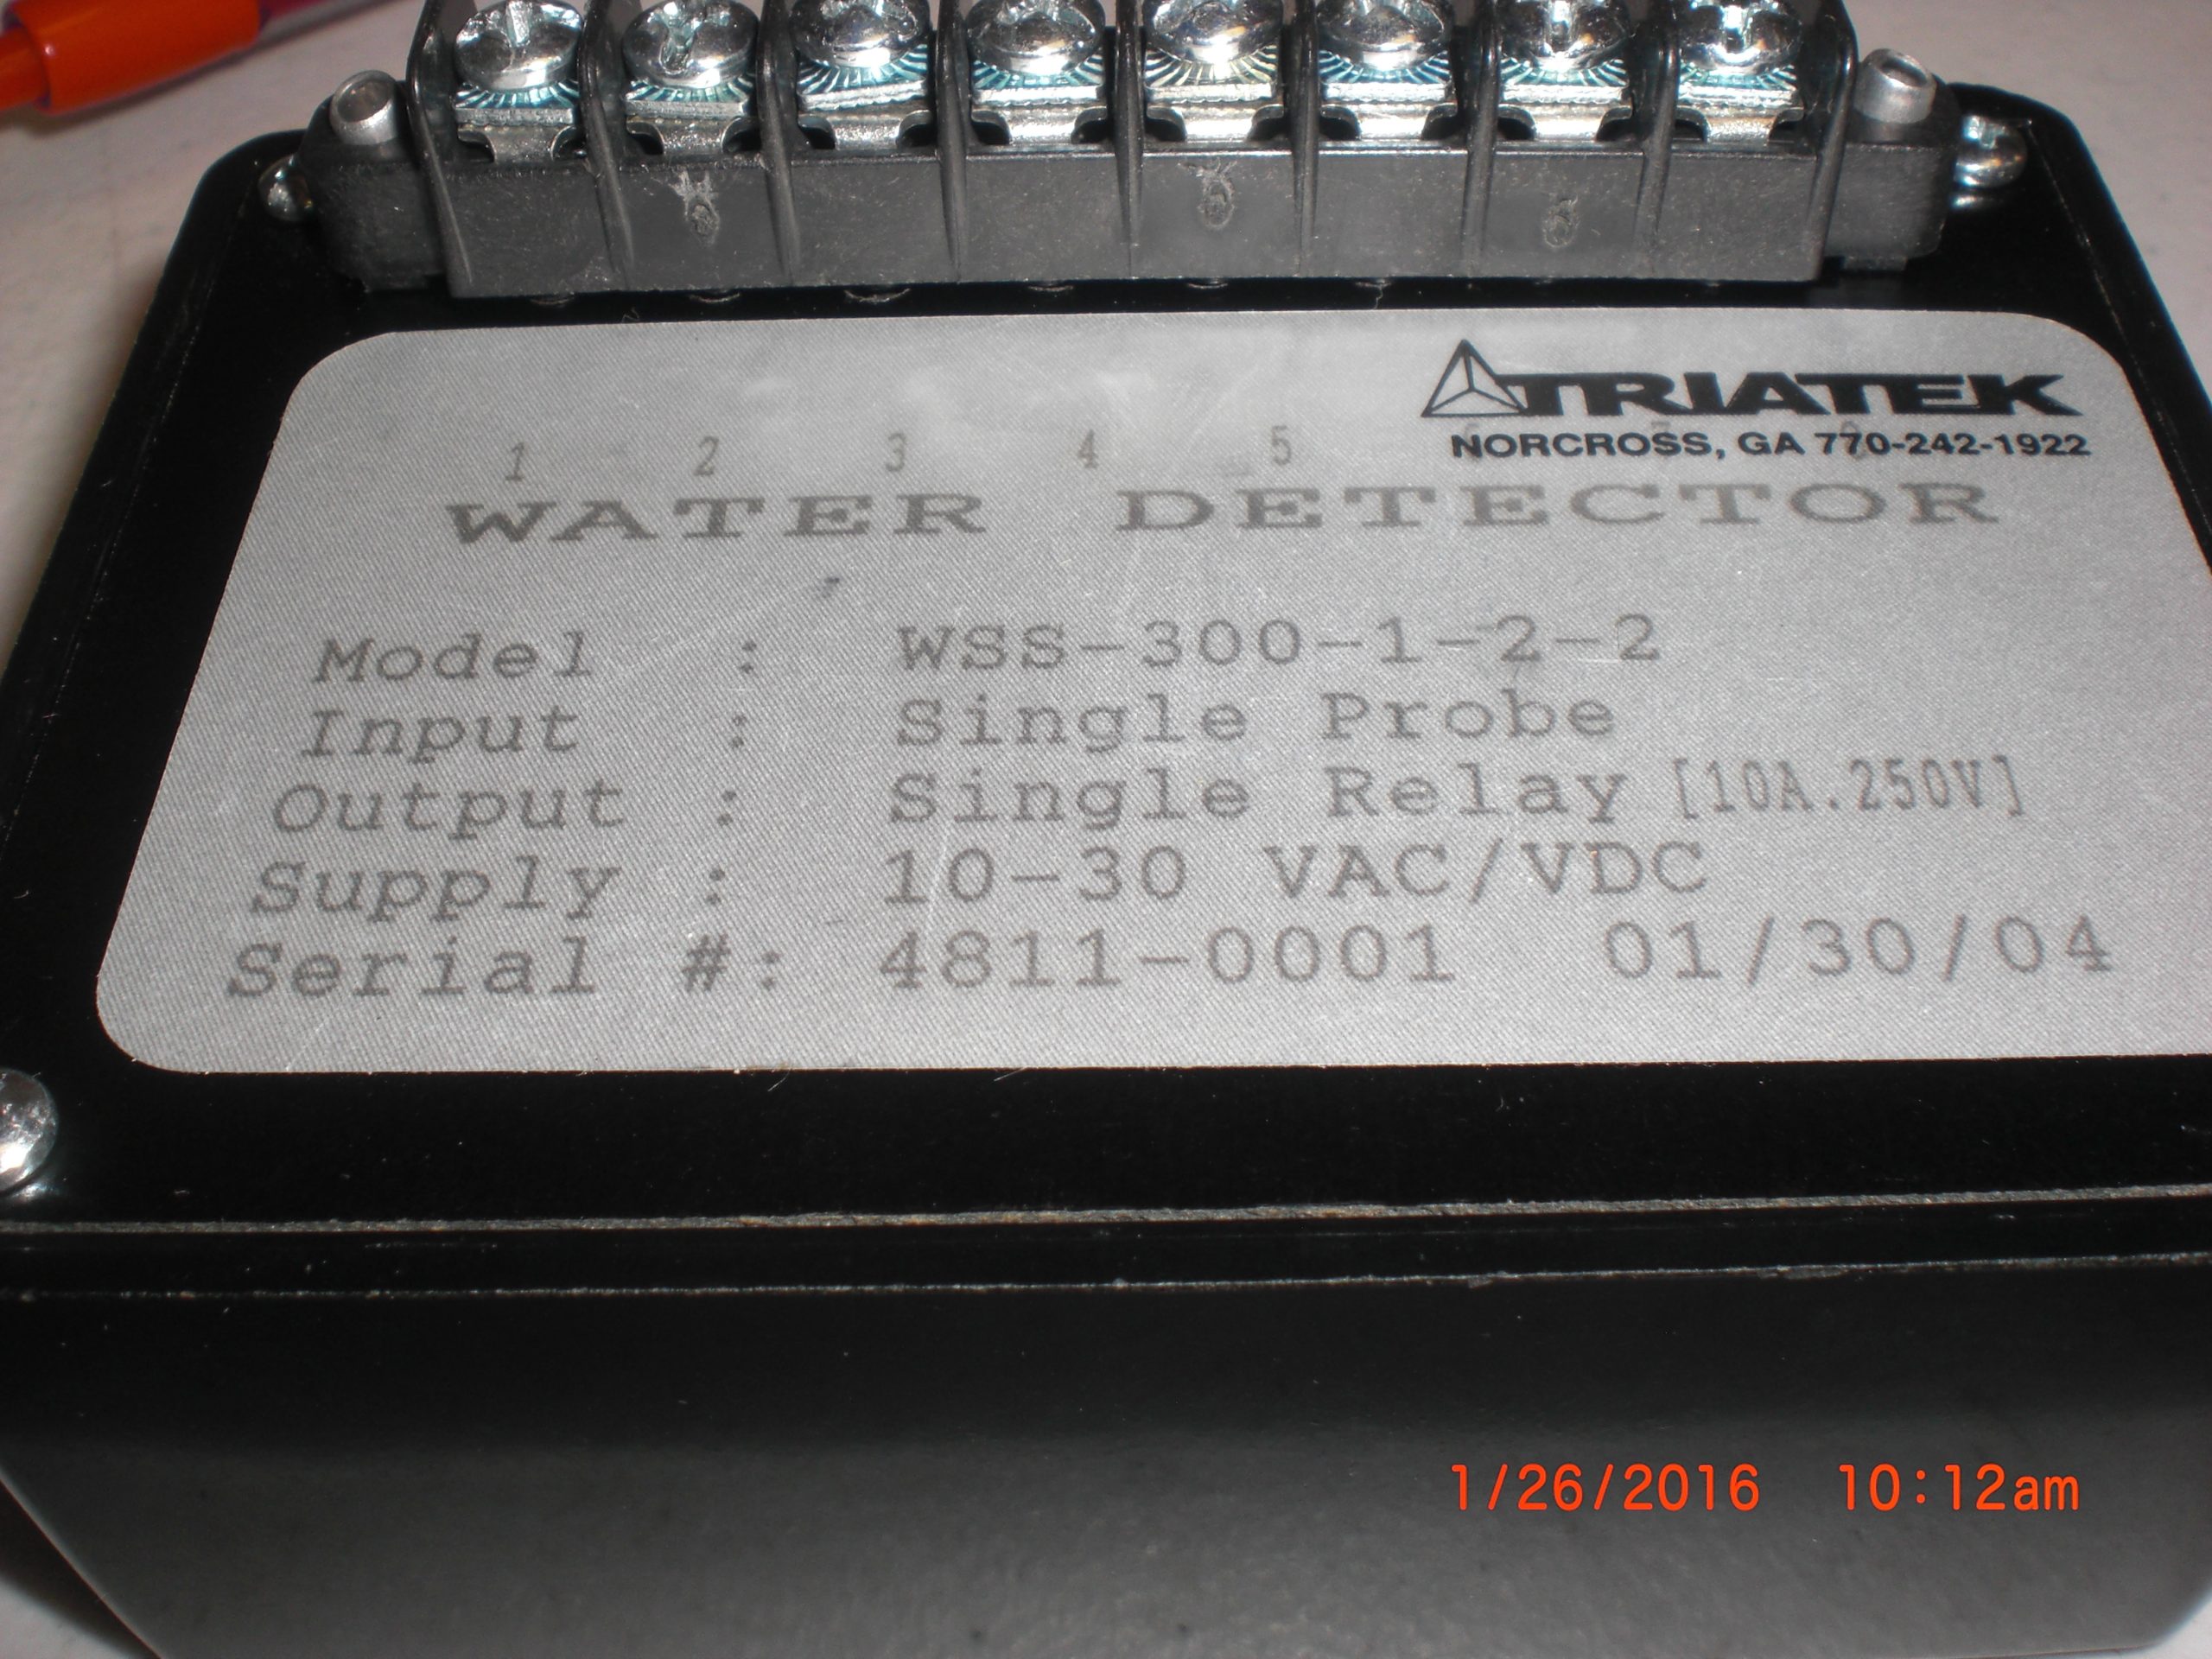 TRIATEK
NORCROSS, GA 770-242-1922
1 2 3 4 5
WATER DETECTOR
Model : WSS-300-1-2-2
Input : Single Probe
Output : Single Relay [10A.250V]
Supply : 10-30 VAC/VDC
Serial #: 4811-0001 01/30/04
1/26/2016 10:12am